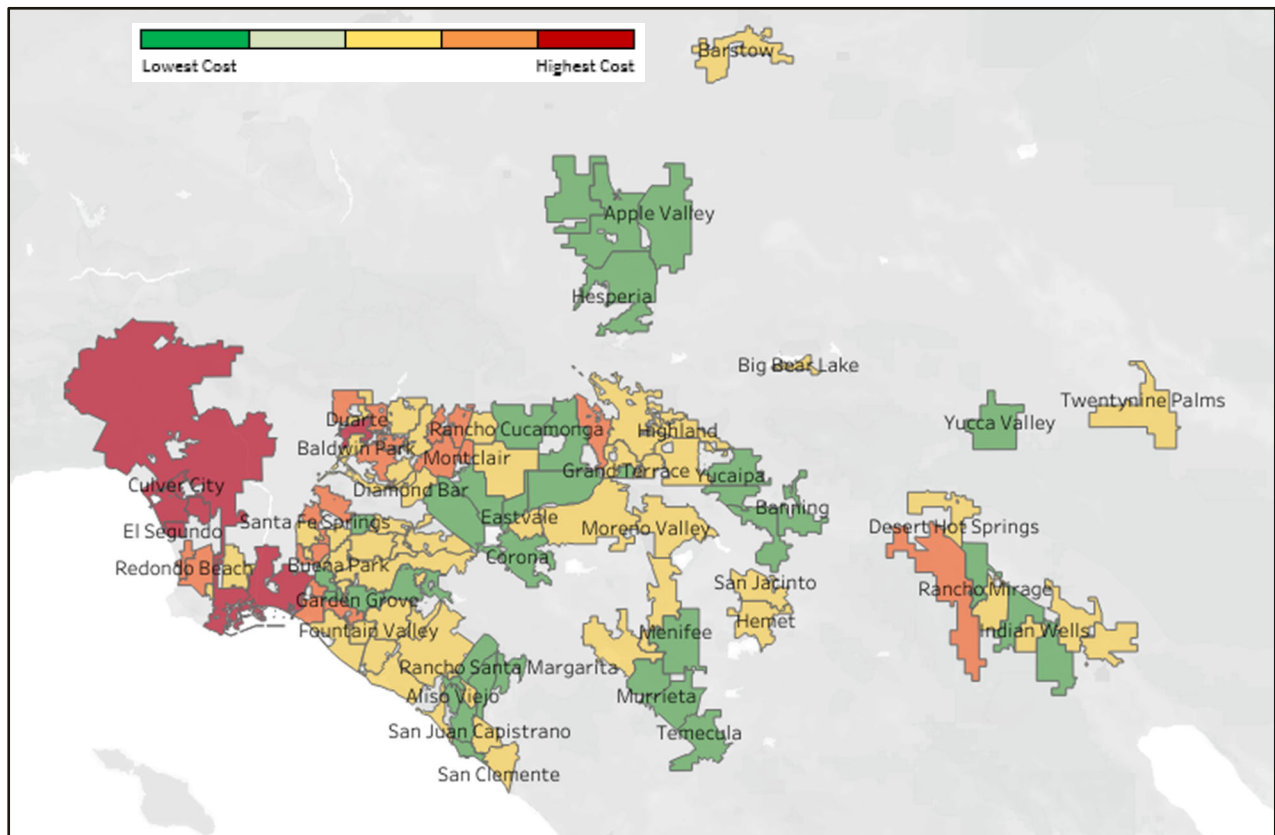 Lowest Cost
Highest Cost
Barstow
Apple Valley
Hesperia
Big Bear Lake
Twentynine Palms
Yucca Valley
Duarte
Rancho Cucamonga
Highland
Baldwin Park
Montclair
Grand Terrace
Yucaipa
Culver City
Diamond Bar
Banning
Eastvale
Santa Fe Springs
Moreno Valley
Desert Hot Springs
El Segundo
Corona
Redondo Beach
Buena Park
San Jacinto
Rancho Mirage
Garden Grove
Hemet
Fountain Valley
Menifee
Indian Wells
Rancho Santa Margarita
Aliso Viejo
Murrieta
San Juan Capistrano
Temecula
San Clemente